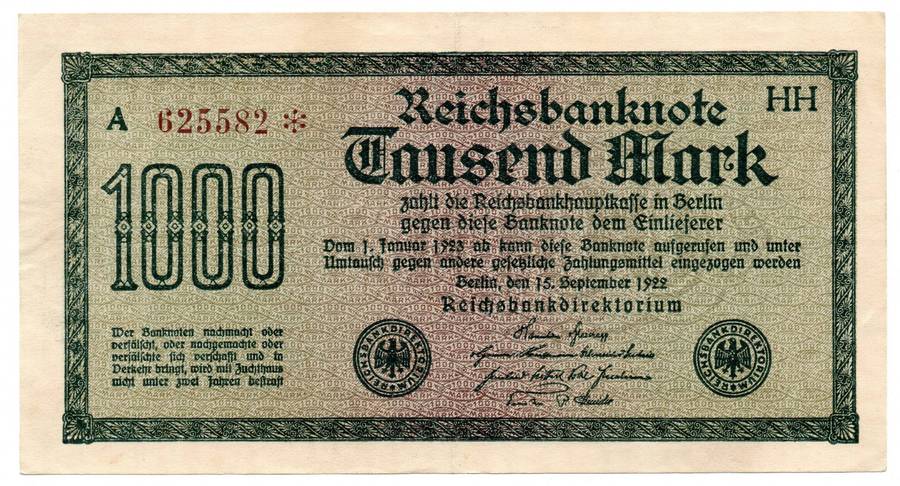 HH
Reichsbanknote
A 625582 *
Tausend Mark
1000
zahlt die Reichsbankhauptkasse in Berlin
gegen diese Banknote dem Einlieferer
Vom 1. Januar 1923 ab kann diese Banknote aufgerufen und unter
Umtausch gegen andere gesetzliche Zahlungsmittel eingezogen werden
Berlin, den 15. September 1922
Reichsbankdirektorium
Wer Banknoten nachmacht oder
verfälscht, oder nachgemachte oder
verfälschte sich verschafft und in
Verkehr bringt, wird mit Zuchthaus
nicht unter zwei Jahren bestraft
REICHSBANKDIREKTORIUM
REICHSBANKDIREKTORIUM